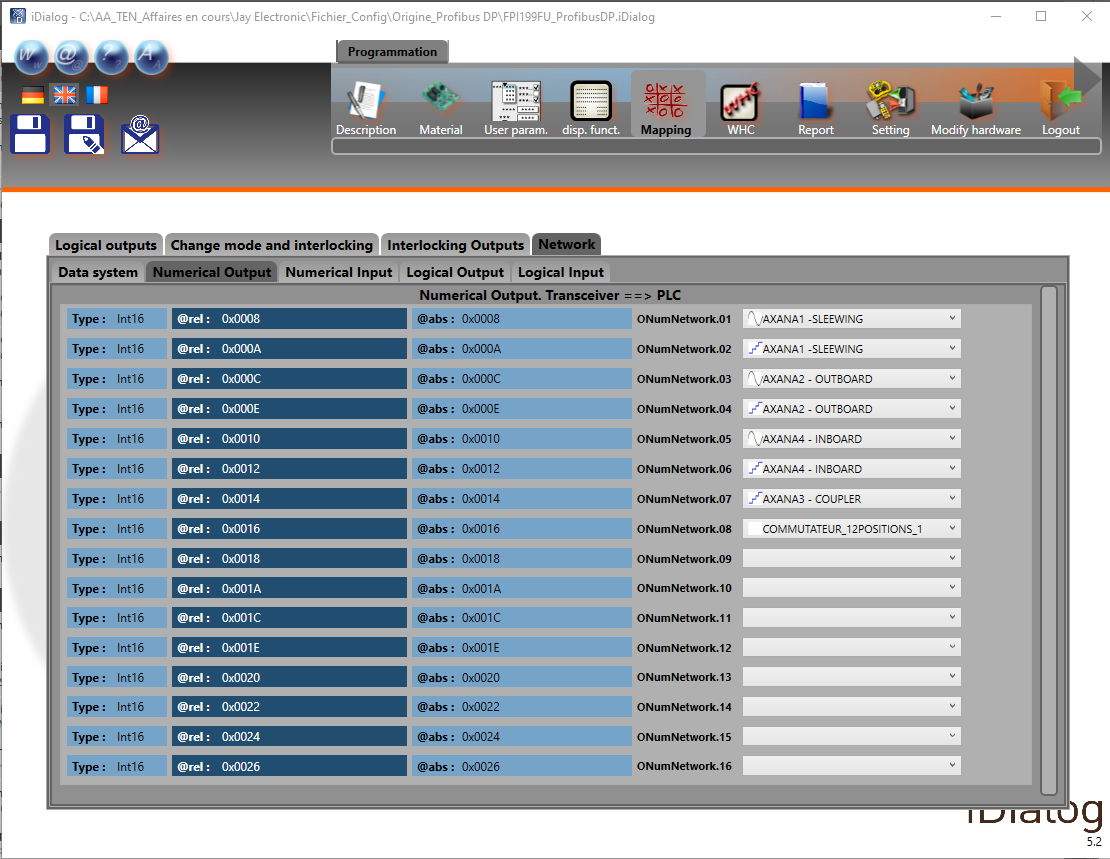 iDialog - C:\AA_TEN_Affaires en cours\Jay Electronic\Fichier_Config\Origine_Profibus DP\FPI199FU_ProfibusDP.iDialog
Programmation
Description Material User param. disp. funct. Mapping WHC Report Setting Modify hardware Logout
Logical outputs Change mode and interlocking Interlocking Outputs Network
Data system Numerical Output Numerical Input Logical Output Logical Input
Numerical Output. Transceiver ==> PLC
Type : Int16 @rel : 0x0008 @abs : 0x0008 ONumNetwork.01 AXANA1 -SLEEWING
Type : Int16 @rel : 0x000A @abs : 0x000A ONumNetwork.02 AXANA1 -SLEEWING
Type : Int16 @rel : 0x000C @abs : 0x000C ONumNetwork.03 AXANA2 - OUTBOARD
Type : Int16 @rel : 0x000E @abs : 0x000E ONumNetwork.04 AXANA2 - OUTBOARD
Type : Int16 @rel : 0x0010 @abs : 0x0010 ONumNetwork.05 AXANA4 - INBOARD
Type : Int16 @rel : 0x0012 @abs : 0x0012 ONumNetwork.06 AXANA4 - INBOARD
Type : Int16 @rel : 0x0014 @abs : 0x0014 ONumNetwork.07 AXANA3 - COUPLER
Type : Int16 @rel : 0x0016 @abs : 0x0016 ONumNetwork.08 COMMUTATEUR_12POSITIONS_1
Type : Int16 @rel : 0x0018 @abs : 0x0018 ONumNetwork.09
Type : Int16 @rel : 0x001A @abs : 0x001A ONumNetwork.10
Type : Int16 @rel : 0x001C @abs : 0x001C ONumNetwork.11
Type : Int16 @rel : 0x001E @abs : 0x001E ONumNetwork.12
Type : Int16 @rel : 0x0020 @abs : 0x0020 ONumNetwork.13
Type : Int16 @rel : 0x0022 @abs : 0x0022 ONumNetwork.14
Type : Int16 @rel : 0x0024 @abs : 0x0024 ONumNetwork.15
Type : Int16 @rel : 0x0026 @abs : 0x0026 ONumNetwork.16
iDialog
5.2